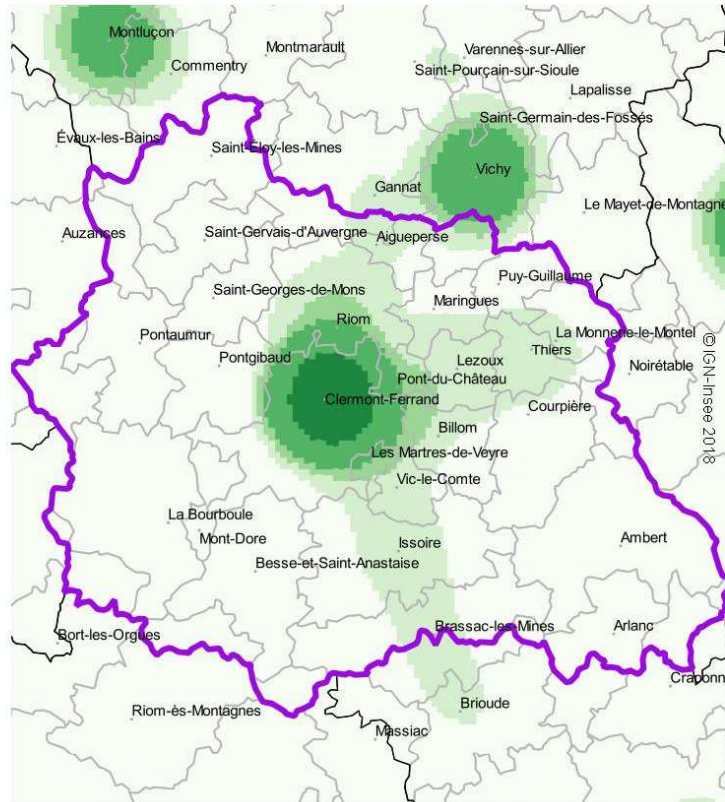 Montluçon
Montmarault
Varennes-sur-Allier
Commentry
Saint-Pourçain-sur-Sioule
Lapalisse
Saint-Germain-des-Fossés
Évaux-les-Bains
Saint-Éloy-les-Mines
Vichy
Gannat
Le Mayet-de-Montagne
Auzances
Saint-Gervais-d'Auvergne
Aigueperse
Puy-Guillaume
Saint-Georges-de-Mons
Maringues
Riom
Pontaumur
La Monnerie-le-Montel
Pontgibaud
Lezoux
Thiers
Noirétable
Pont-du-Château
Clermont-Ferrand
Courpière
Billom
Les Martres-de-Veyre
Vic-le-Comte
© IGN-Insee 2018
La Bourboule
Mont-Dore
Issoire
Ambert
Besse-et-Saint-Anastaise
Bort-les-Orgues
Brassac-les-Mines
Arlanc
Craponn
Riom-ès-Montagnes
Brioude
Massiac